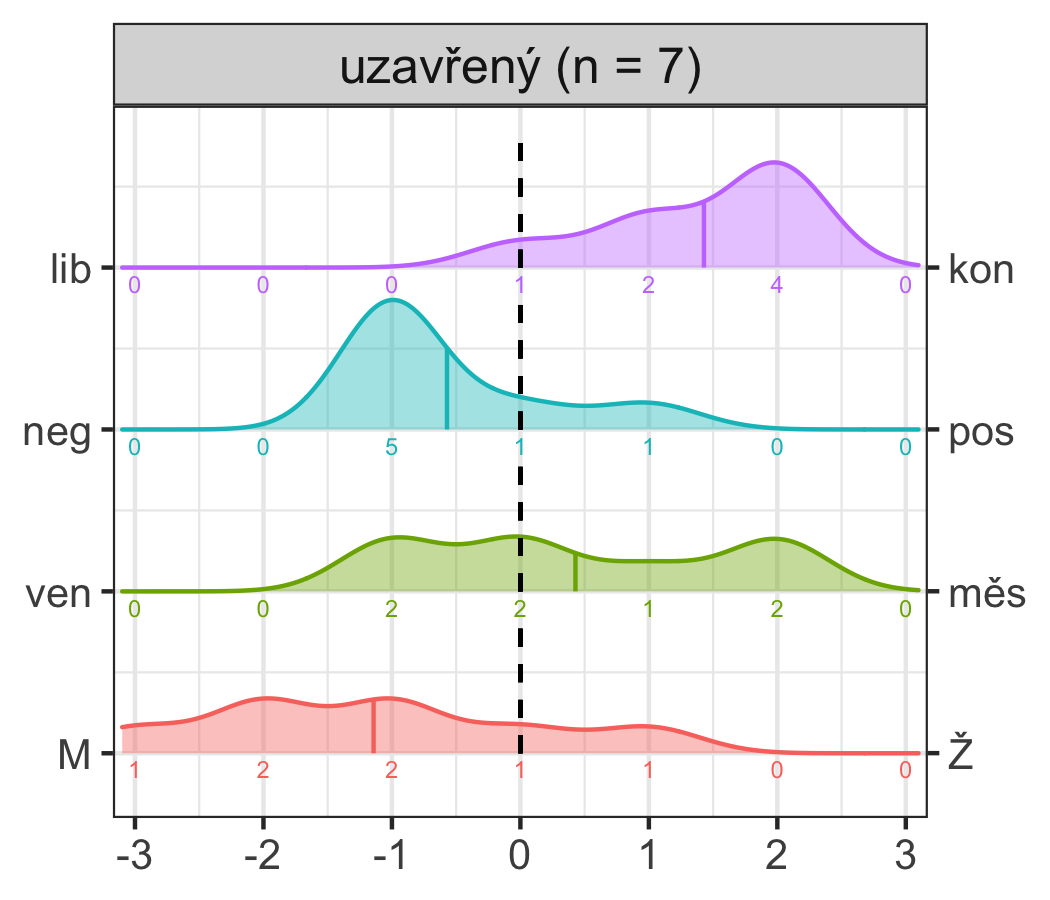 uzavřený (n = 7)
lib kon
0 0 0 1 2 4 0
neg pos
0 0 5 1 1 0 0
ven měs
0 0 2 2 1 2 0
M Ž
1 2 2 1 1 0 0
-3 -2 -1 0 1 2 3